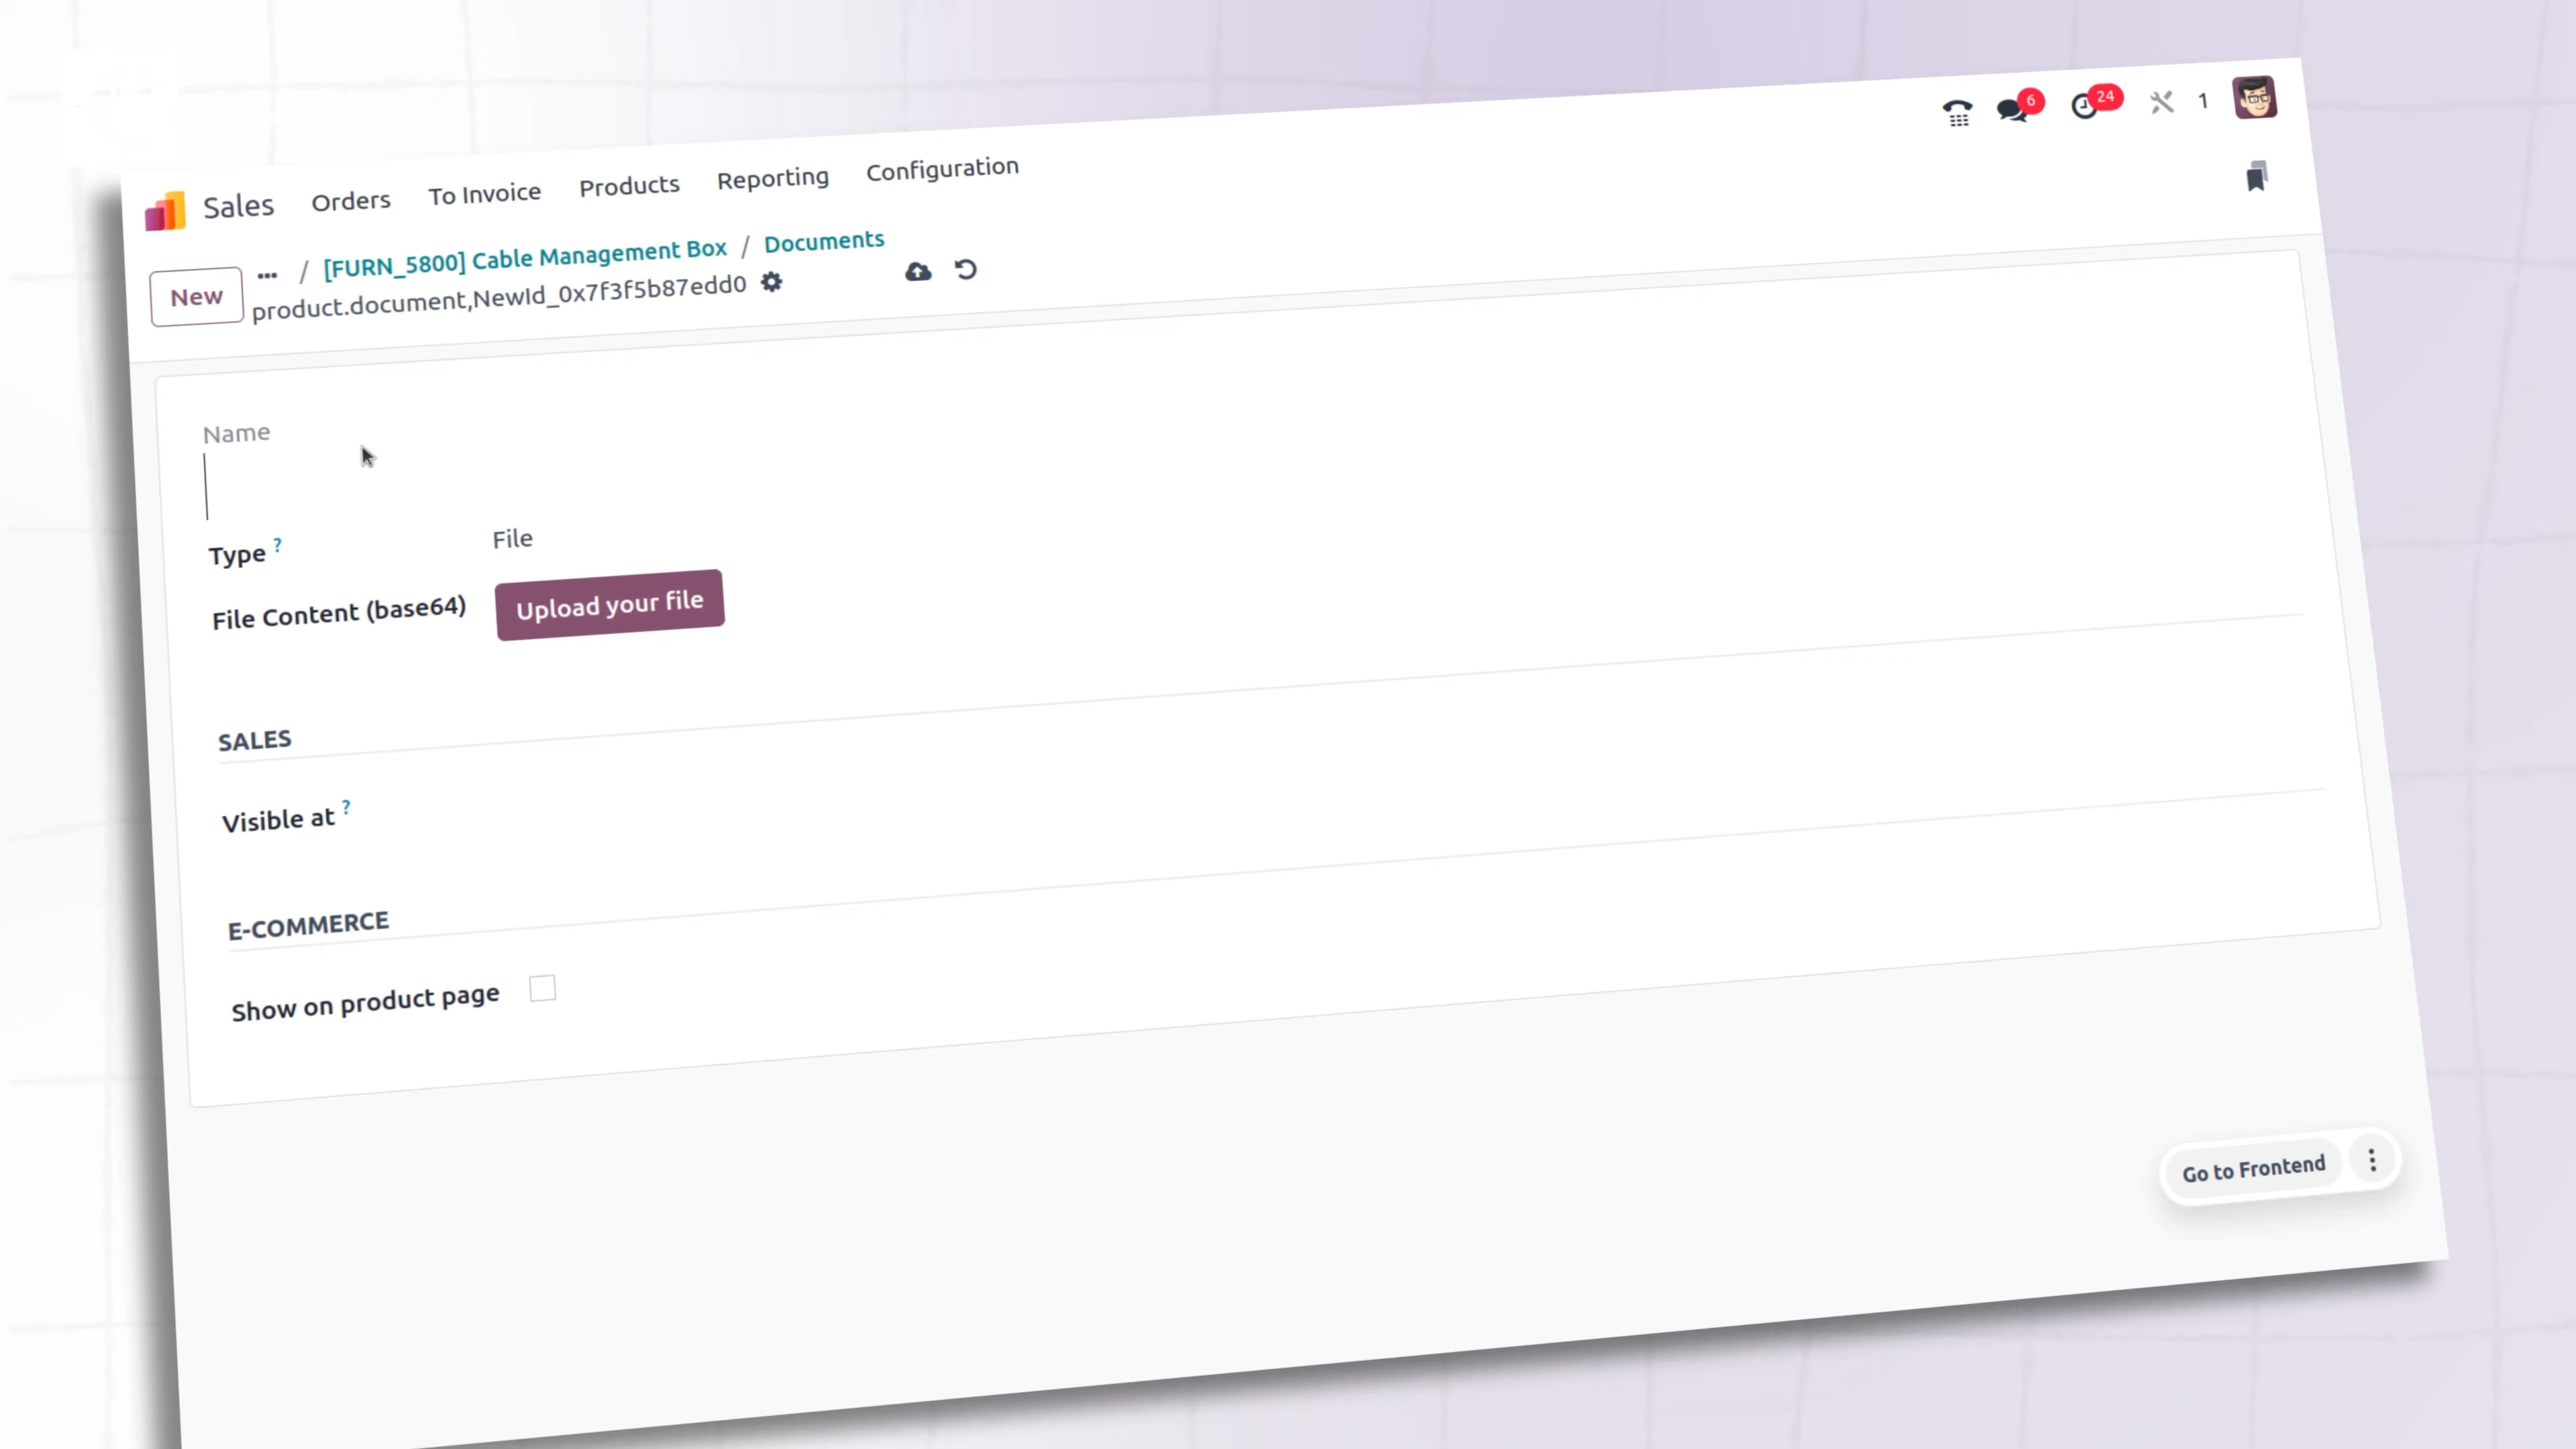 6 24 1
Sales Orders To Invoice Products Reporting Configuration
New ... / [FURN_5800] Cable Management Box / Documents
product.document,NewId_0x7f3f5b87edd0
Name
Type ? File
File Content (base64) Upload your file
SALES
Visible at ?
E-COMMERCE
Show on product page
Go to Frontend